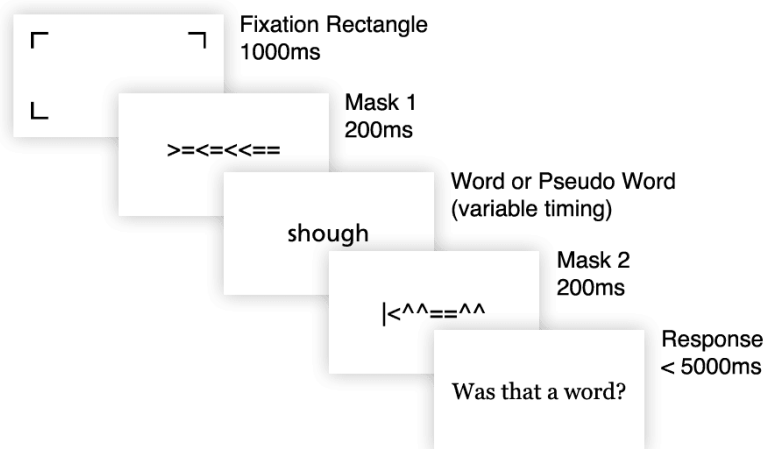 Fixation Rectangle
1000ms
Mask 1
200ms
>=<=<<==
Word or Pseudo Word
(variable timing)
shough
Mask 2
200ms
|<^^==^^
Response
< 5000ms
Was that a word?